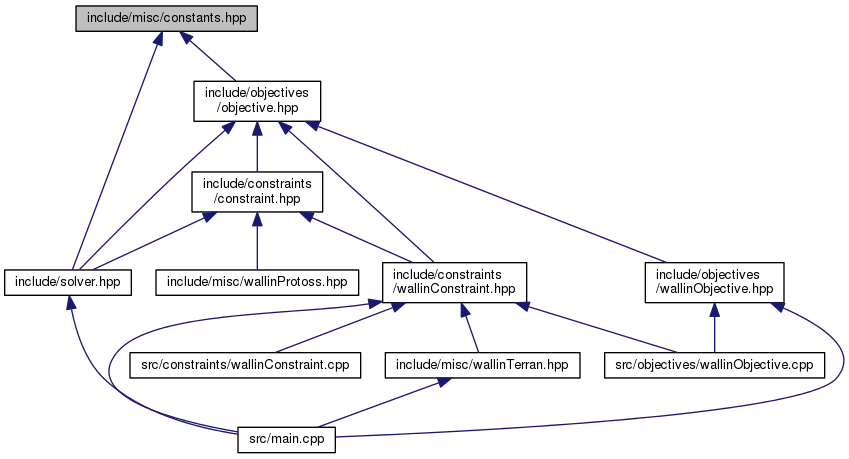 include/misc/constants.hpp
include/objectives
/objective.hpp
include/constraints
/constraint.hpp
include/solver.hpp
include/misc/wallinProtoss.hpp
include/constraints
/wallinConstraint.hpp
include/objectives
/wallinObjective.hpp
src/constraints/wallinConstraint.cpp
include/misc/wallinTerran.hpp
src/objectives/wallinObjective.cpp
src/main.cpp